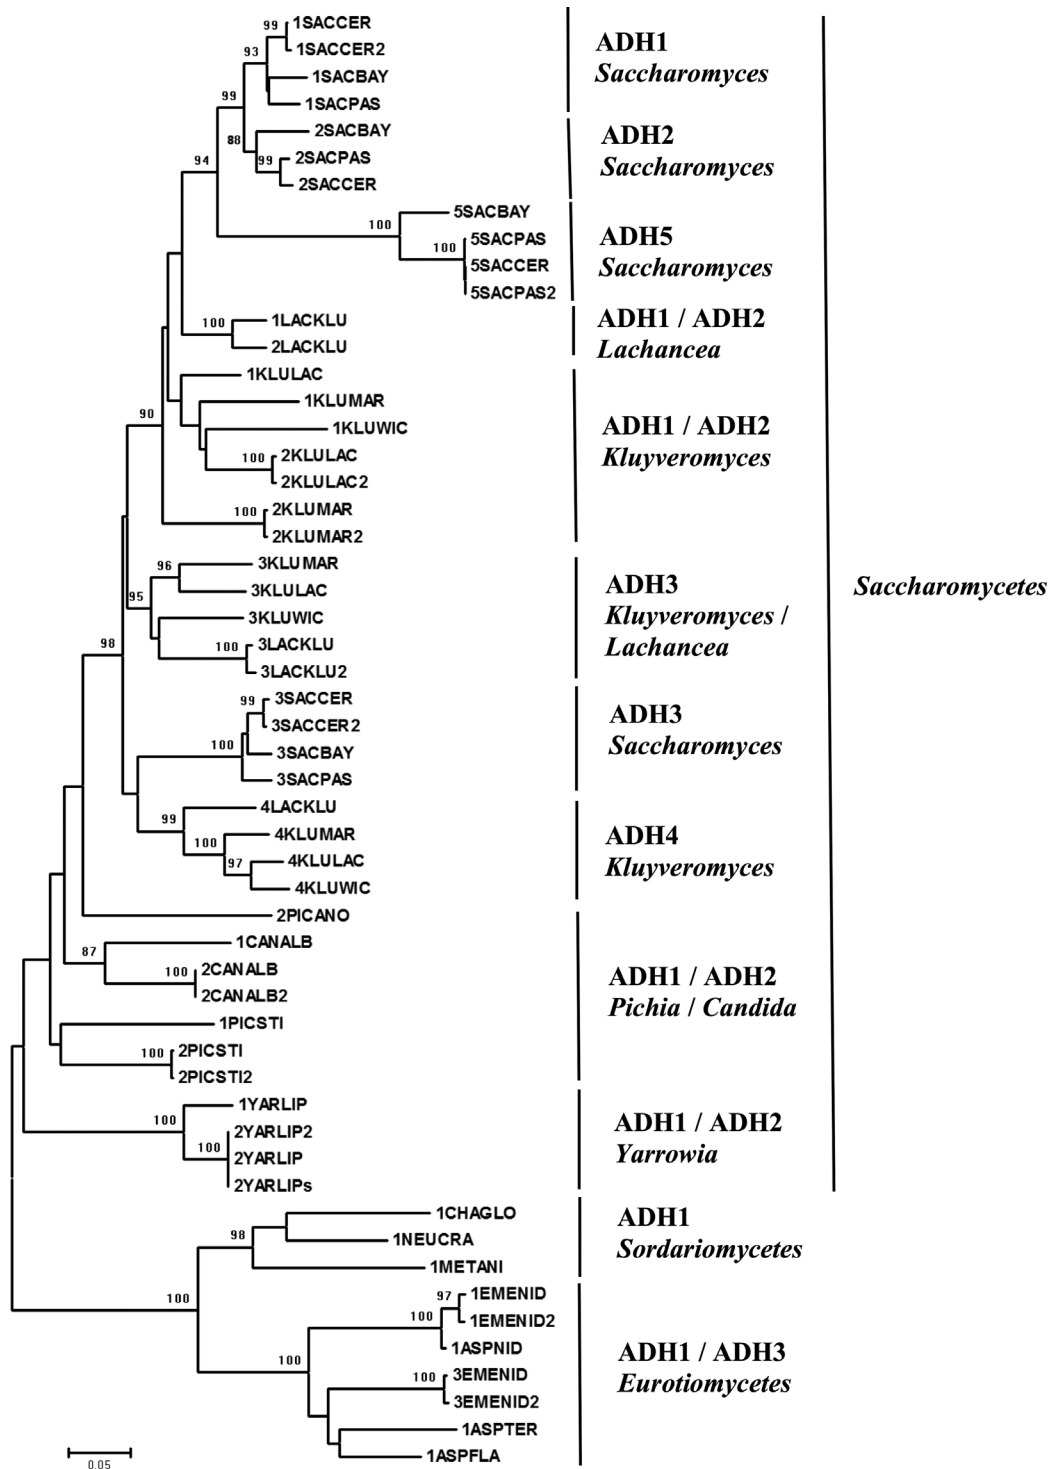 99 1SACCER
1SACCER2
93
1SACBAY
99 1SACPAS
ADH1
Saccharomyces
2SACBAY
88
99 2SACPAS
94
2SACCER
ADH2
Saccharomyces
5SACBAY
100
100 5SACPAS
5SACCER
5SACPAS2
ADH5
Saccharomyces
100 1LACKLU
2LACKLU
ADH1 / ADH2
Lachancea
1KLULAC
1KLUMAR
90
1KLUWIC
100 2KLULAC
2KLULAC2
100 2KLUMAR
2KLUMAR2
ADH1 / ADH2
Kluyveromyces
96 3KLUMAR
3KLULAC
95
3KLUWIC
98
100 3LACKLU
3LACKLU2
ADH3
Kluyveromyces /
Lachancea
Saccharomycetes
99 3SACCER
3SACCER2
100
3SACBAY
3SACPAS
ADH3
Saccharomyces
4LACKLU
99
100 4KLUMAR
97 4KLULAC
4KLUWIC
ADH4
Kluyveromyces
2PICANO
1CANALB
87
100 2CANALB
2CANALB2
1PICSTI
100 2PICSTI
2PICSTI2
ADH1 / ADH2
Pichia / Candida
1YARLIP
100
2YARLIP2
100
2YARLIP
2YARLIPs
ADH1 / ADH2
Yarrowia
1CHAGLO
98
1NEUCRA
1METANI
ADH1
Sordariomycetes
100
97 1EMENID
100 1EMENID2
1ASPNID
100
100 3EMENID
3EMENID2
1ASPTER
1ASPFLA
ADH1 / ADH3
Eurotiomycetes
0.05